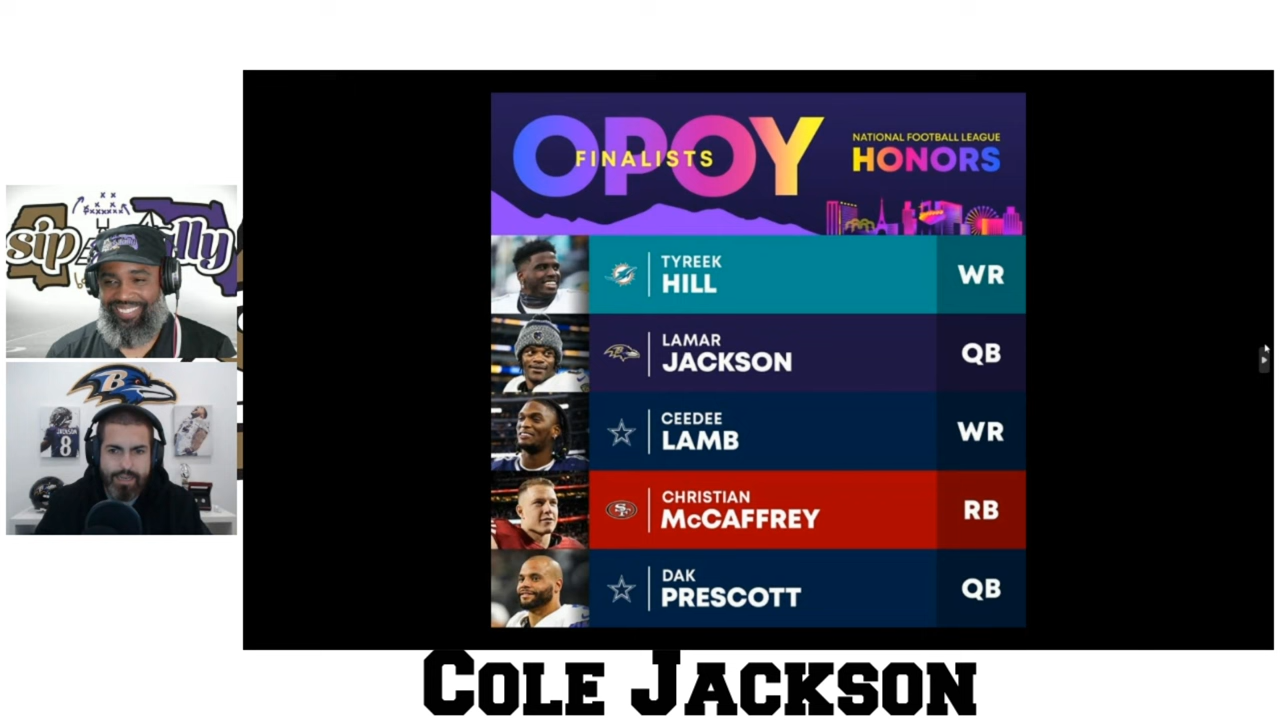 OPOY
FINALISTS
NATIONAL FOOTBALL LEAGUE
HONORS
TYREEK
HILL
WR
LAMAR
JACKSON
QB
CEEDEE
LAMB
WR
CHRISTIAN
McCAFFREY
RB
DAK
PRESCOTT
QB
sip
lly
B
JACKSON
8
COLE JACKSON